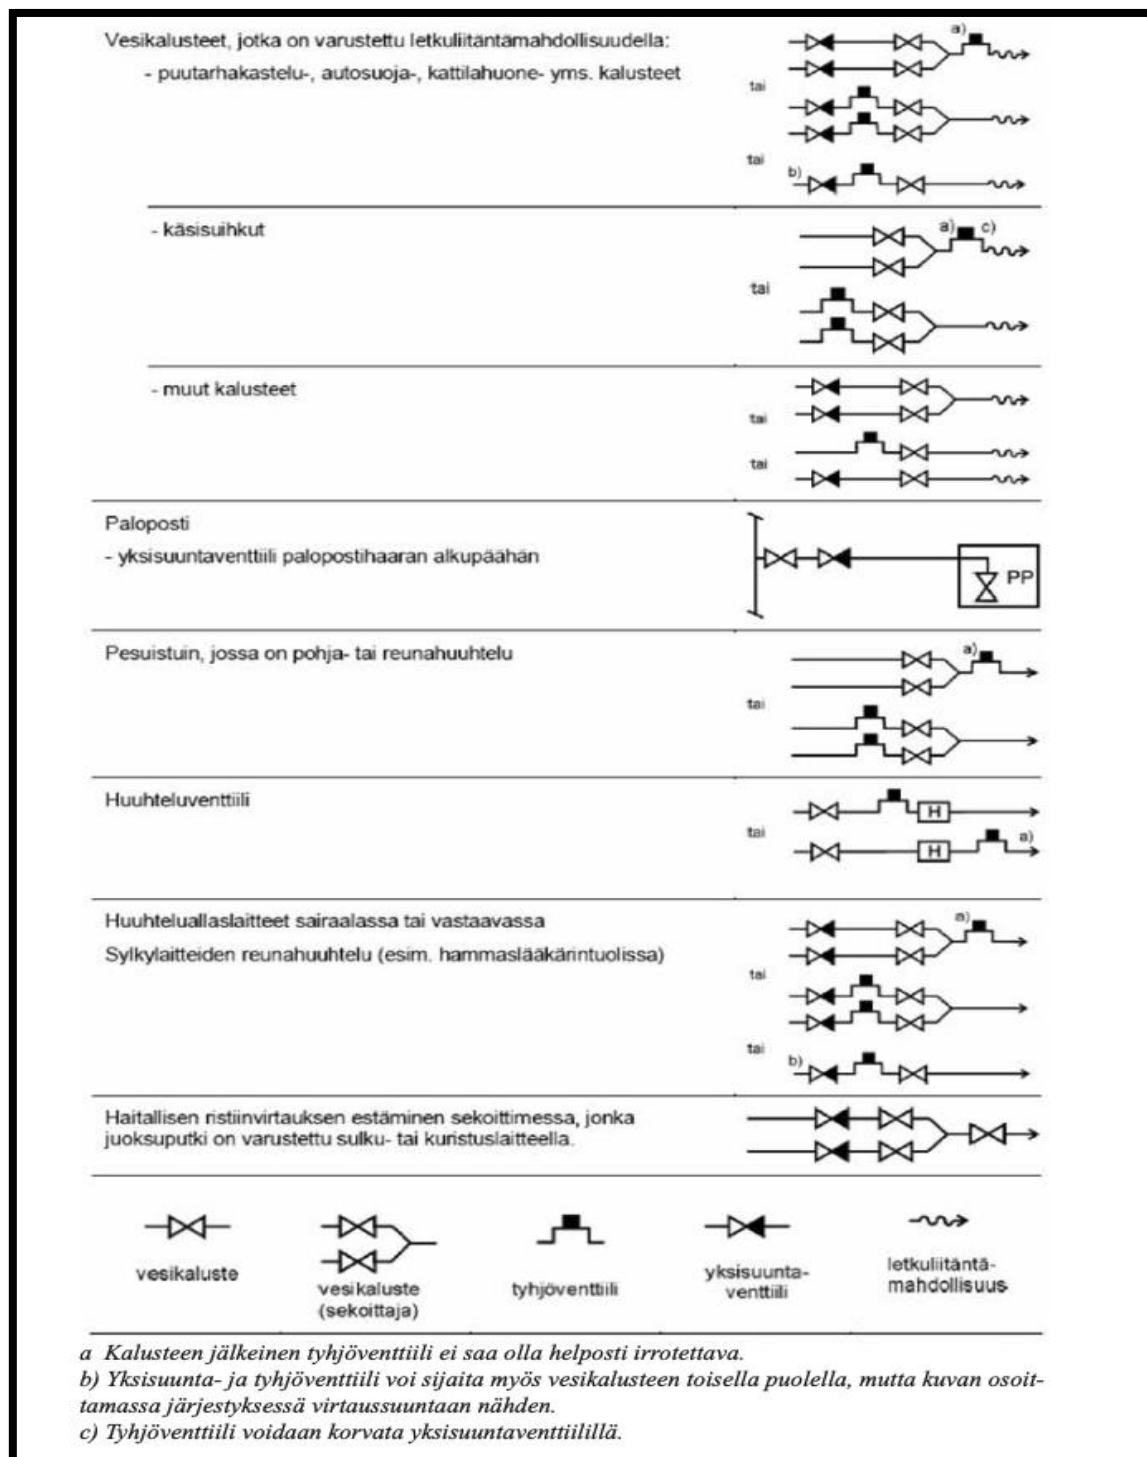 Vesikalusteet, jotka on varustettu letkuliitäntämahdollisuudella:
- puutarhakastelu-, autosuoja-, kattilahuone- yms. kalusteet
a)
tai
tai
b)
- käsisuihkut
a) c)
tai
- muut kalusteet
tai
tai
Paloposti
- yksisuuntaventtiili palopostihaaran alkupäähän
PP
Pesuistuin, jossa on pohja- tai reunahuuhtelu
a)
tai
Huuhteluventtiili
H
tai
H
a)
Huuhteluallaslaitteet sairaalassa tai vastaavassa
a)
Sylkylaitteiden reunahuuhtelu (esim. hammaslääkärintuolissa)
tai
tai
b)
Haitallisen ristiinvirtauksen estäminen sekoittimessa, jonka
juoksuputki on varustettu sulku- tai kuristuslaitteella.
vesikaluste
vesikaluste
(sekoittaja)
tyhjöventtiili
yksisuunta-
venttiili
letkuliitäntä-
mahdollisuus
a Kalusteen jälkeinen tyhjöventtiili ei saa olla helposti irrotettava.
b) Yksisuunta- ja tyhjöventtiili voi sijaita myös vesikalusteen toisella puolella, mutta kuvan osoit-
tamassa järjestyksessä virtaussuuntaan nähden.
c) Tyhjöventtiili voidaan korvata yksisuuntaventtiilillä.